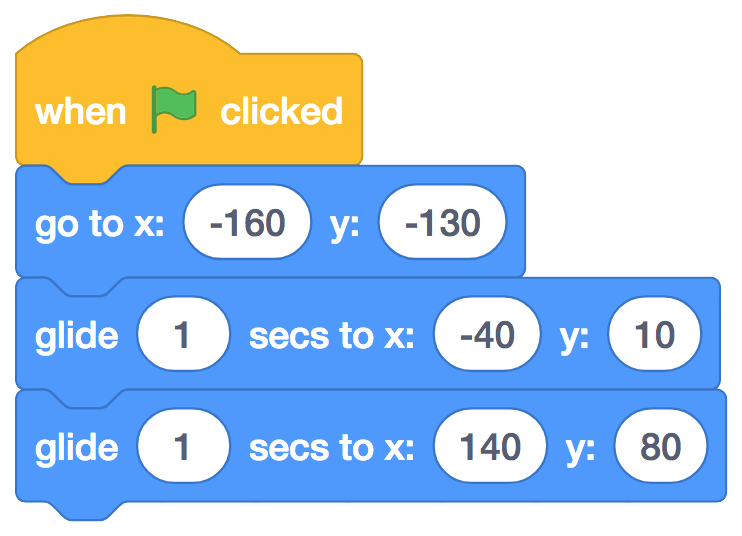 when clicked
go to x: -160 y: -130
glide 1 secs to x: -40 y: 10
glide 1 secs to x: 140 y: 80